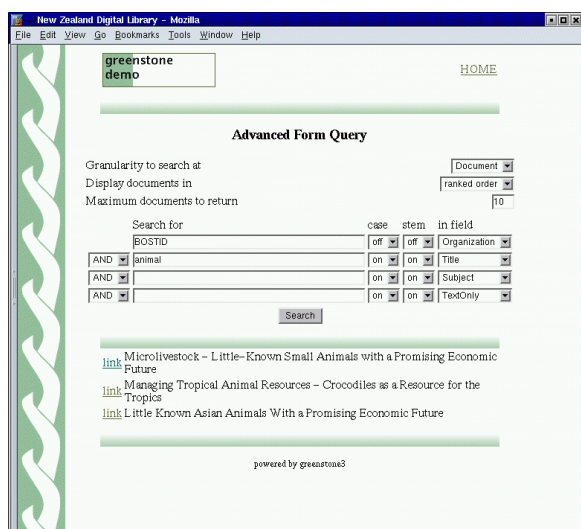 New Zealand Digital Library - Mozilla
File Edit View Go Bookmarks Tools Window Help
greenstone
demo
HOME
Advanced Form Query
Granularity to search at Document
Display documents in ranked order
Maximum documents to return 10
Search for case stem in field
BOSTID off off Organization
AND animal on on Title
AND on on Subject
AND on on TextOnly
Search
link Microlivestock - Little-Known Small Animals with a Promising Economic
Future
link Managing Tropical Animal Resources - Crocodiles as a Resource for the
Tropics
link Little Known Asian Animals With a Promising Economic Future
powered by greenstone3